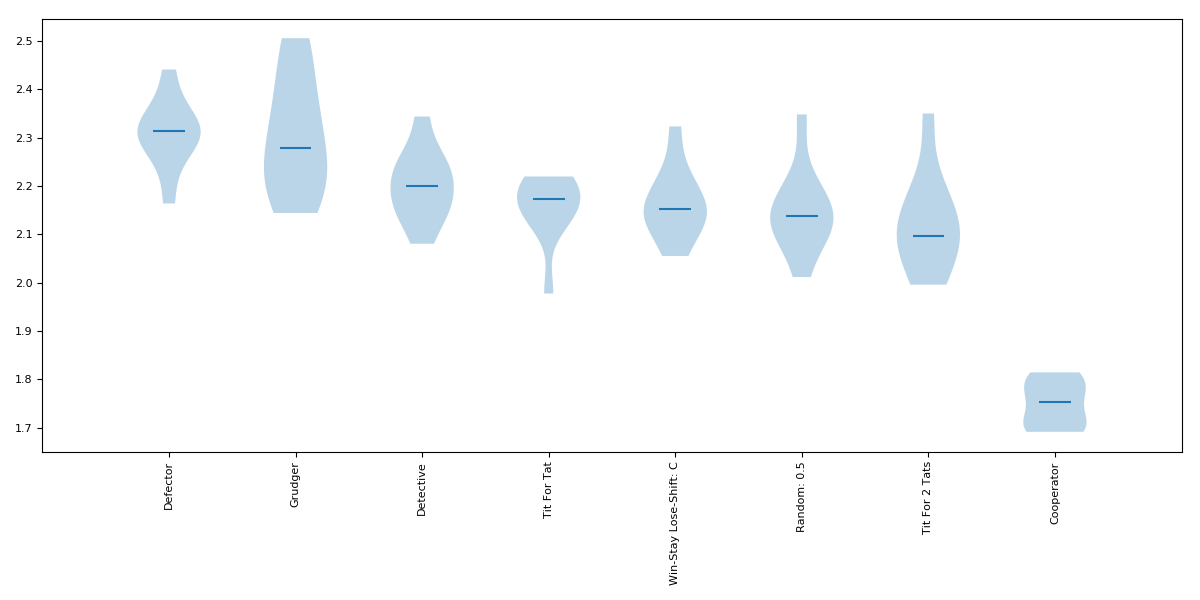 2.5
2.4
2.3
2.2
2.1
2.0
1.9
1.8
1.7
Defector
Grudger
Detective
Tit For Tat
Win-Stay Lose-Shift: C
Random: 0.5
Tit For 2 Tats
Cooperator